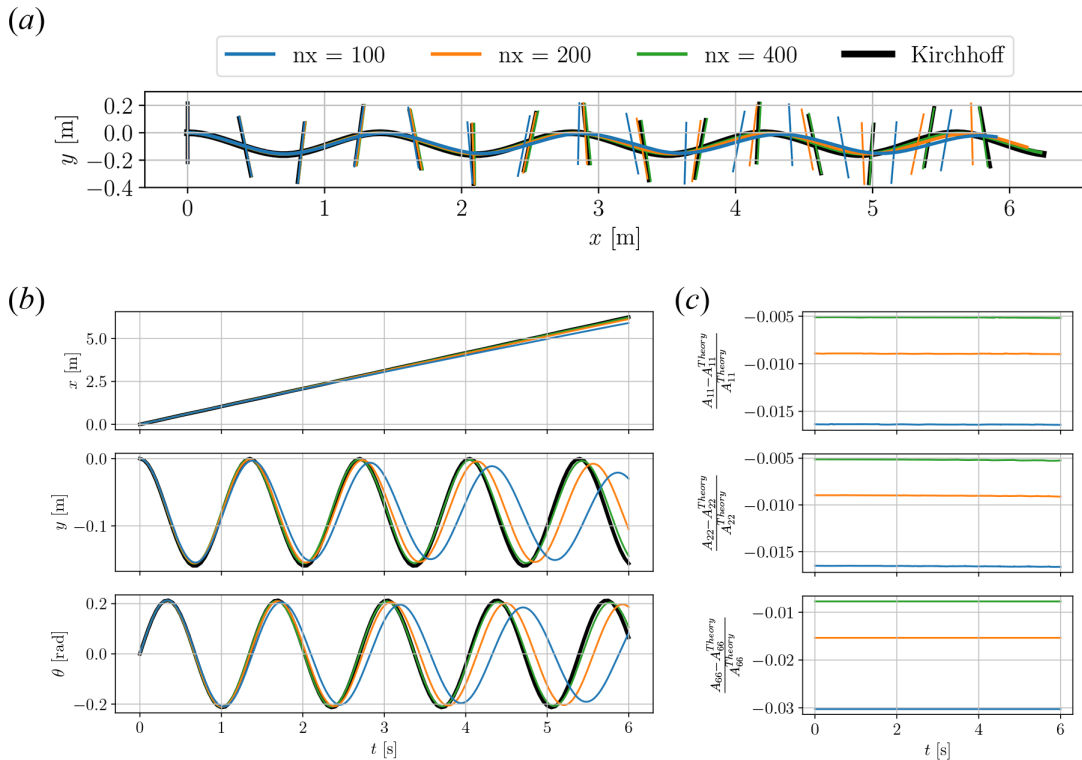 (a)
nx = 100 nx = 200 nx = 400 Kirchhoff
0.2
0.0
−0.2
−0.4
y [m]
0 1 2 3 4 5 6
x [m]
(b)
5.0
2.5
0.0
x [m]
0.0
−0.1
y [m]
0.2
0.0
−0.2
θ [rad]
0 1 2 3 4 5 6
t [s]
(c)
−0.005
−0.010
−0.015
A₁₁−A₁₁^Theory
A₁₁^Theory
−0.005
−0.010
−0.015
A₂₂−A₂₂^Theory
A₂₂^Theory
−0.01
−0.02
−0.03
A₆₆−A₆₆^Theory
A₆₆^Theory
0 2 4 6
t [s]